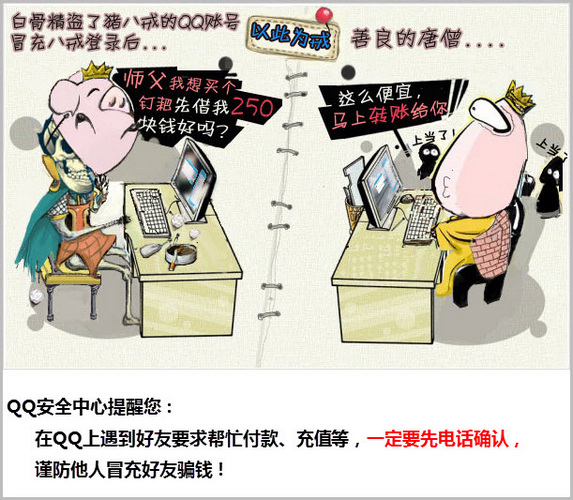 白骨精盗了猪八戒的QQ账号
冒充八戒登录后...
以此为戒
善良的唐僧....
师父我想买个
钉耙先借我250
块钱好吗？
这么便宜，
马上转账给你
上当了！
上当了
QQ安全中心提醒您：
在QQ上遇到好友要求帮忙付款、充值等，一定要先电话确认，
谨防他人冒充好友骗钱！